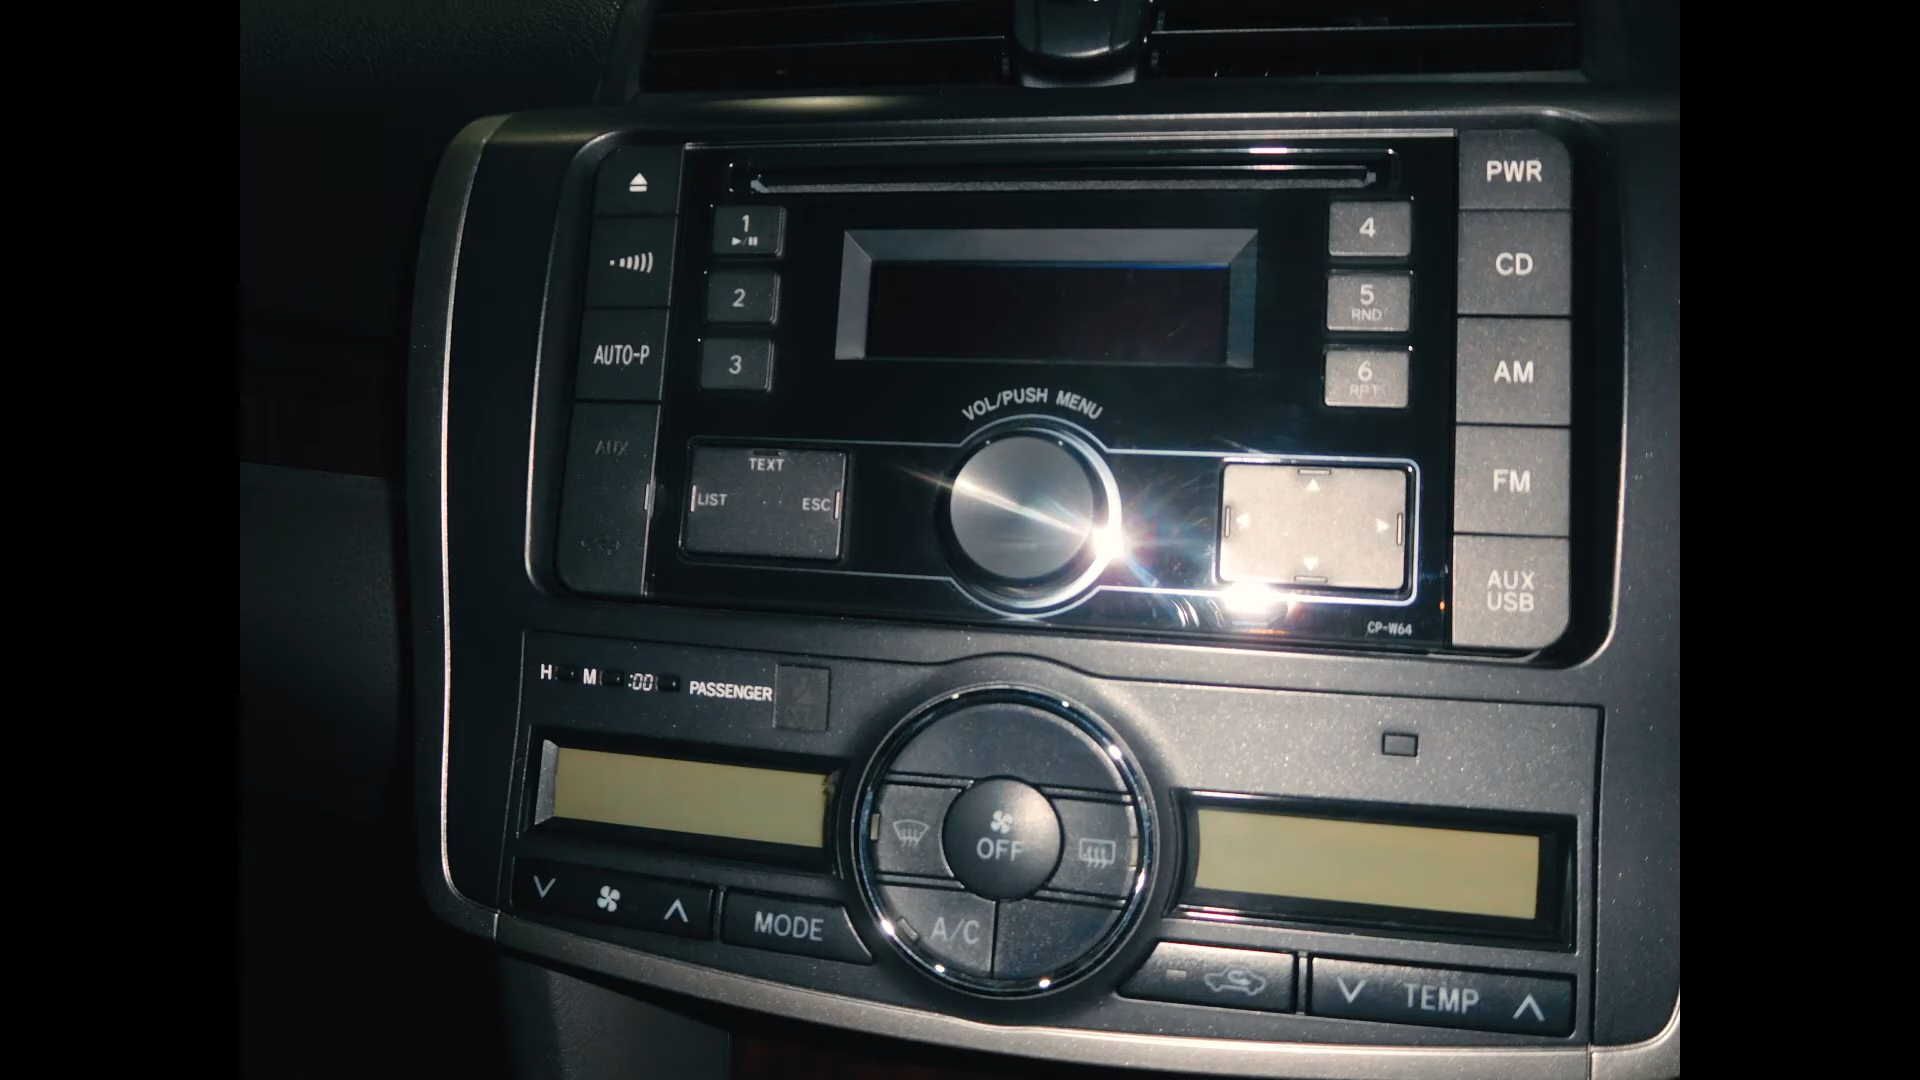 PWR
1
4
CD
2
5
RND
AUTO-P
3
6
RPT
AM
VOL/PUSH MENU
AUX
TEXT
LIST
ESC
FM
AUX
USB
CP-W64
H
M
:00
PASSENGER
OFF
MODE
A/C
TEMP